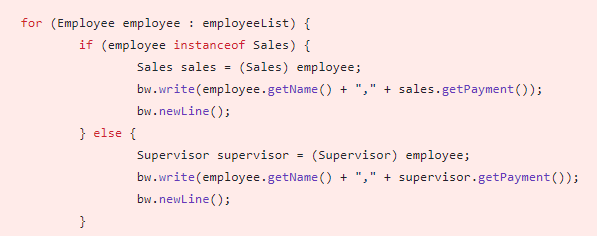 for (Employee employee : employeeList) {
        if (employee instanceof Sales) {
                Sales sales = (Sales) employee;
                bw.write(employee.getName() + "," + sales.getPayment());
                bw.newLine();
        } else {
                Supervisor supervisor = (Supervisor) employee;
                bw.write(employee.getName() + "," + supervisor.getPayment());
                bw.newLine();
        }